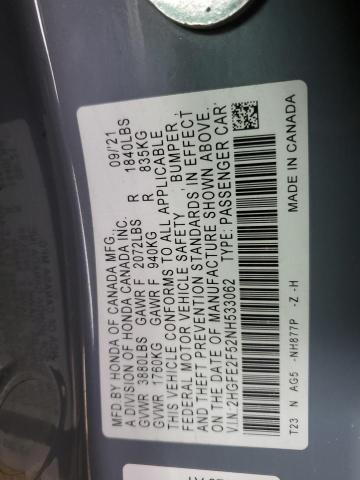 MFD.BY HONDA OF CANADA MFG., 09/'21
A DIVISION OF HONDA CANADA INC.
GVWR 3880LBS GAWR F 2072LBS R 1840LBS
GVWR 1760KG GAWR F 940KG R 835KG
THIS VEHICLE CONFORMS TO ALL APPLICABLE
FEDERAL MOTOR VEHICLE SAFETY, BUMPER,
AND THEFT PREVENTION STANDARDS IN EFFECT
ON THE DATE OF MANUFACTURE SHOWN ABOVE.
V.I.N. 2HGFE2F52NH533062 TYPE: PASSENGER CAR
T23 N AG5 -NH877P -Z -H MADE IN CANADA